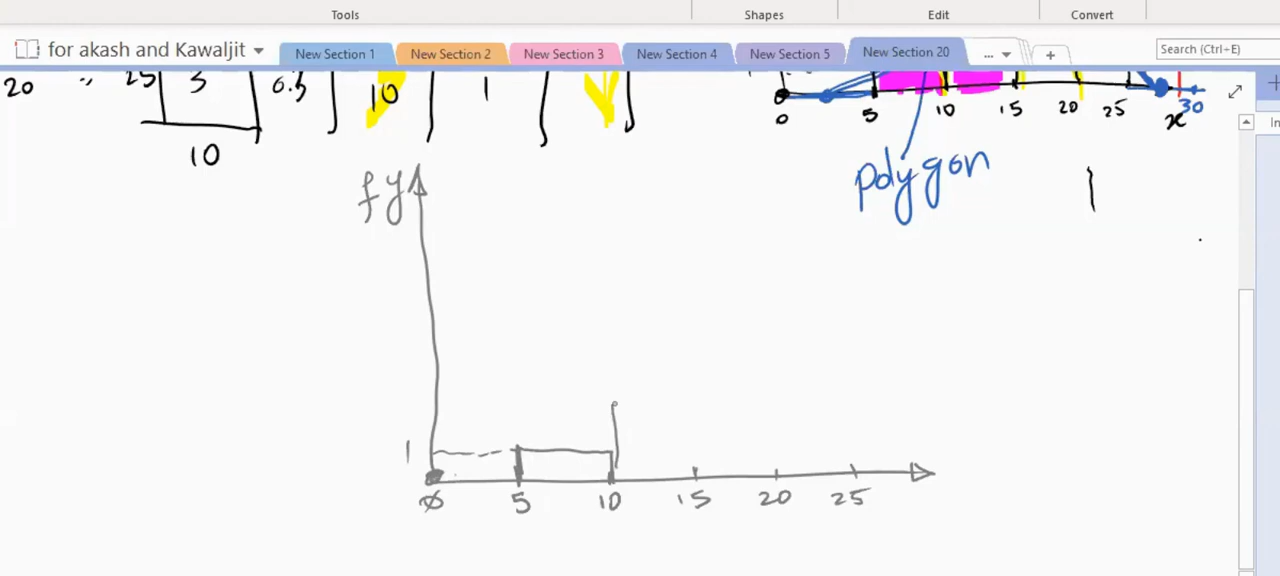 Tools Shapes Edit Convert
for akash and Kawaljit New Section 1 New Section 2 New Section 3 New Section 4 New Section 5 New Section 20 ... + Search (Ctrl+E)
20 " 25 5 0.5 10 1
10
0 5 10 15 20 25 x 30
In
polygon
fy
1
0 5 10 15 20 25